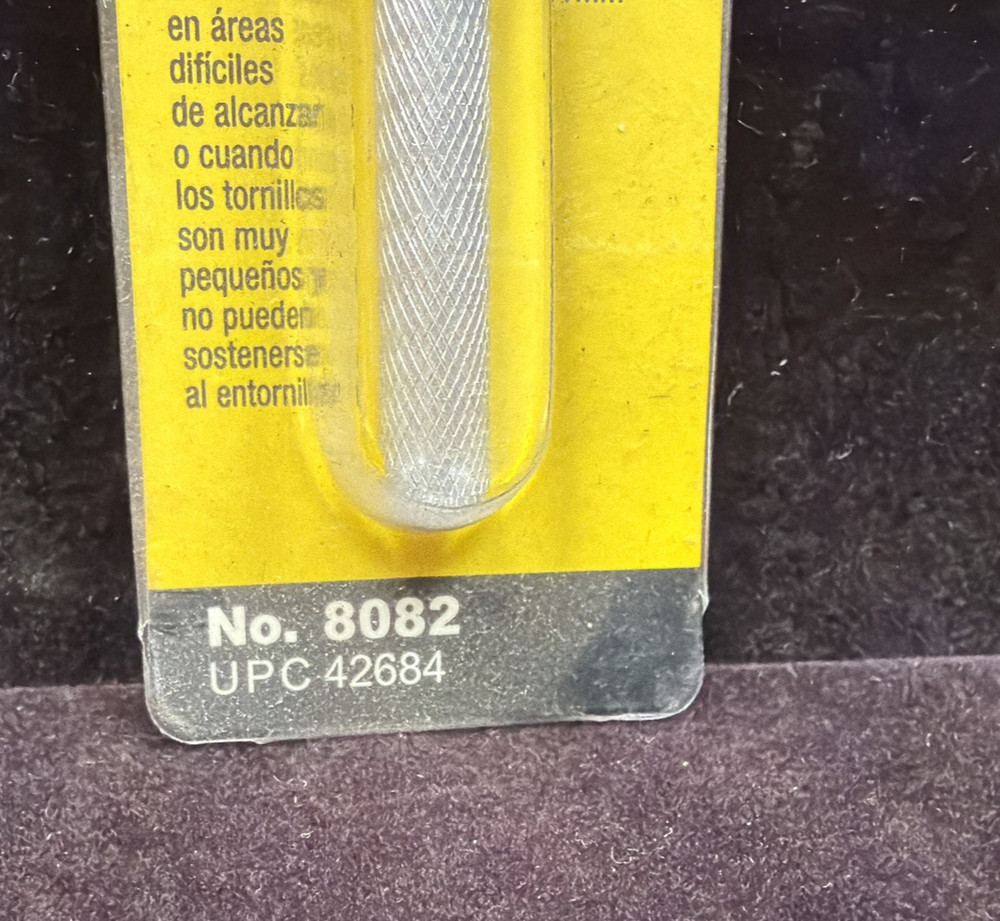 en áreas
difíciles
de alcanzar
o cuando
los tornillos
son muy
pequeños y
no pueden
sostenerse
al
No. 8082
UPC 42684